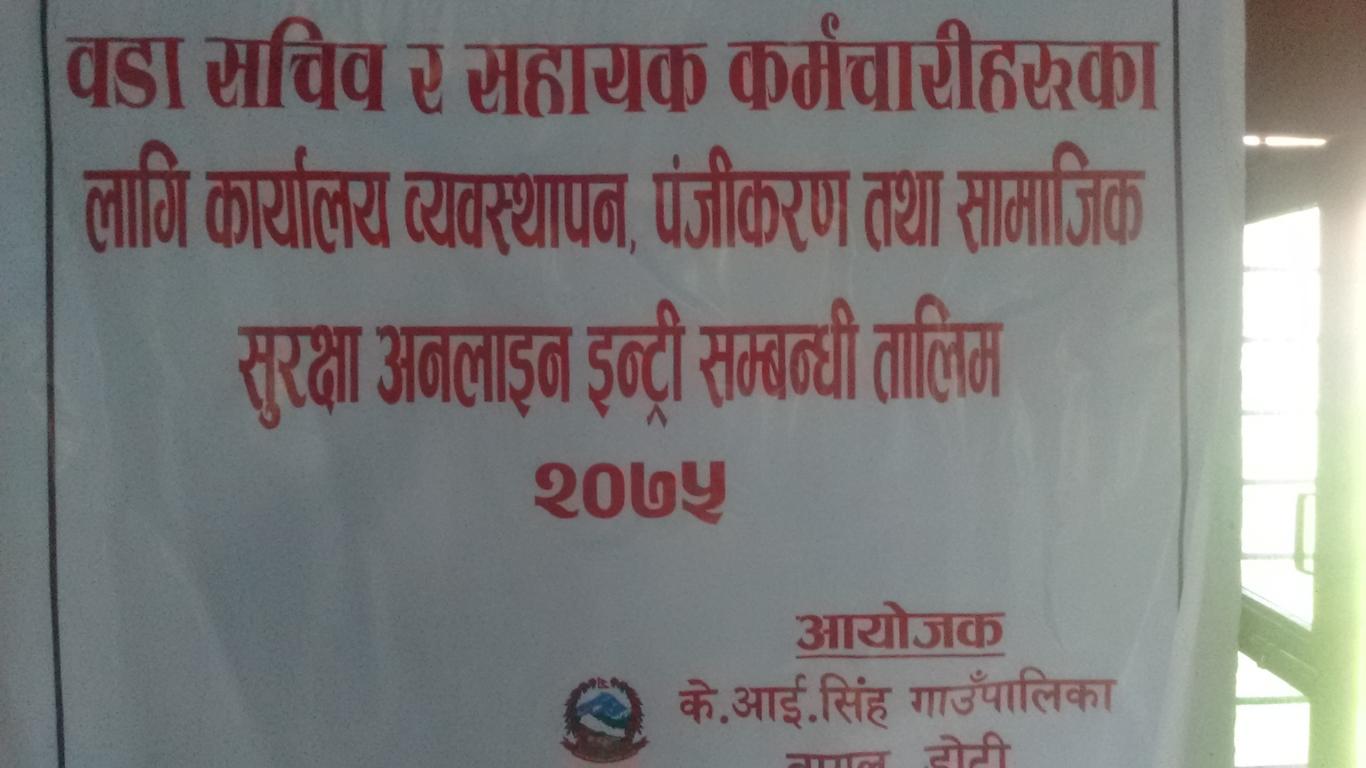 वडा सचिव र सहायक कर्मचारीहरुका
लागि कार्यालय व्यवस्थापन, पंजीकरण तथा सामाजिक
सुरक्षा अनलाइन इन्ट्री सम्बन्धी तालिम
२०७५
आयोजक
के.आई.सिंह गाउँपालिका
डोटी